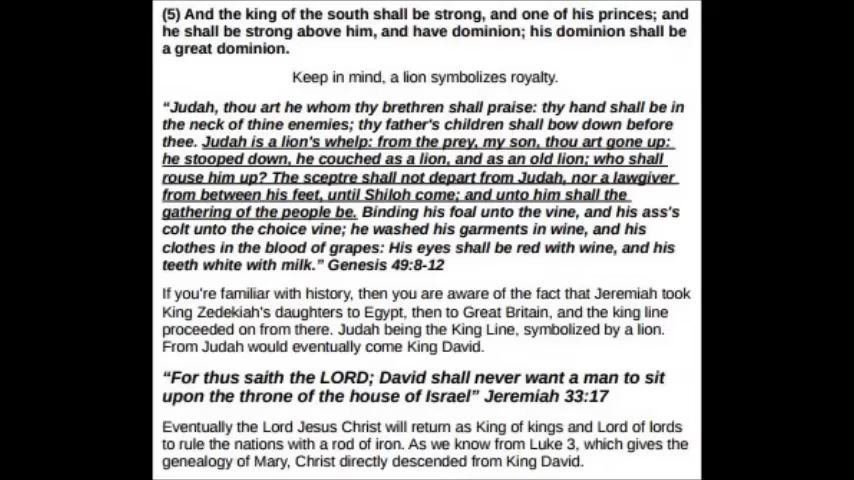 (5) And the king of the south shall be strong, and one of his princes; and
he shall be strong above him, and have dominion; his dominion shall be
a great dominion.
Keep in mind, a lion symbolizes royalty.
“Judah, thou art he whom thy brethren shall praise: thy hand shall be in
the neck of thine enemies; thy father's children shall bow down before
thee. Judah is a lion's whelp: from the prey, my son, thou art gone up:
he stooped down, he couched as a lion, and as an old lion; who shall
rouse him up? The sceptre shall not depart from Judah, nor a lawgiver
from between his feet, until Shiloh come; and unto him shall the
gathering of the people be. Binding his foal unto the vine, and his ass's
colt unto the choice vine; he washed his garments in wine, and his
clothes in the blood of grapes: His eyes shall be red with wine, and his
teeth white with milk.” Genesis 49:8-12
If you're familiar with history, then you are aware of the fact that Jeremiah took
King Zedekiah's daughters to Egypt, then to Great Britain, and the king line
proceeded on from there. Judah being the King Line, symbolized by a lion.
From Judah would eventually come King David.
“For thus saith the LORD; David shall never want a man to sit
upon the throne of the house of Israel” Jeremiah 33:17
Eventually the Lord Jesus Christ will return as King of kings and Lord of lords
to rule the nations with a rod of iron. As we know from Luke 3, which gives the
genealogy of Mary, Christ directly descended from King David.